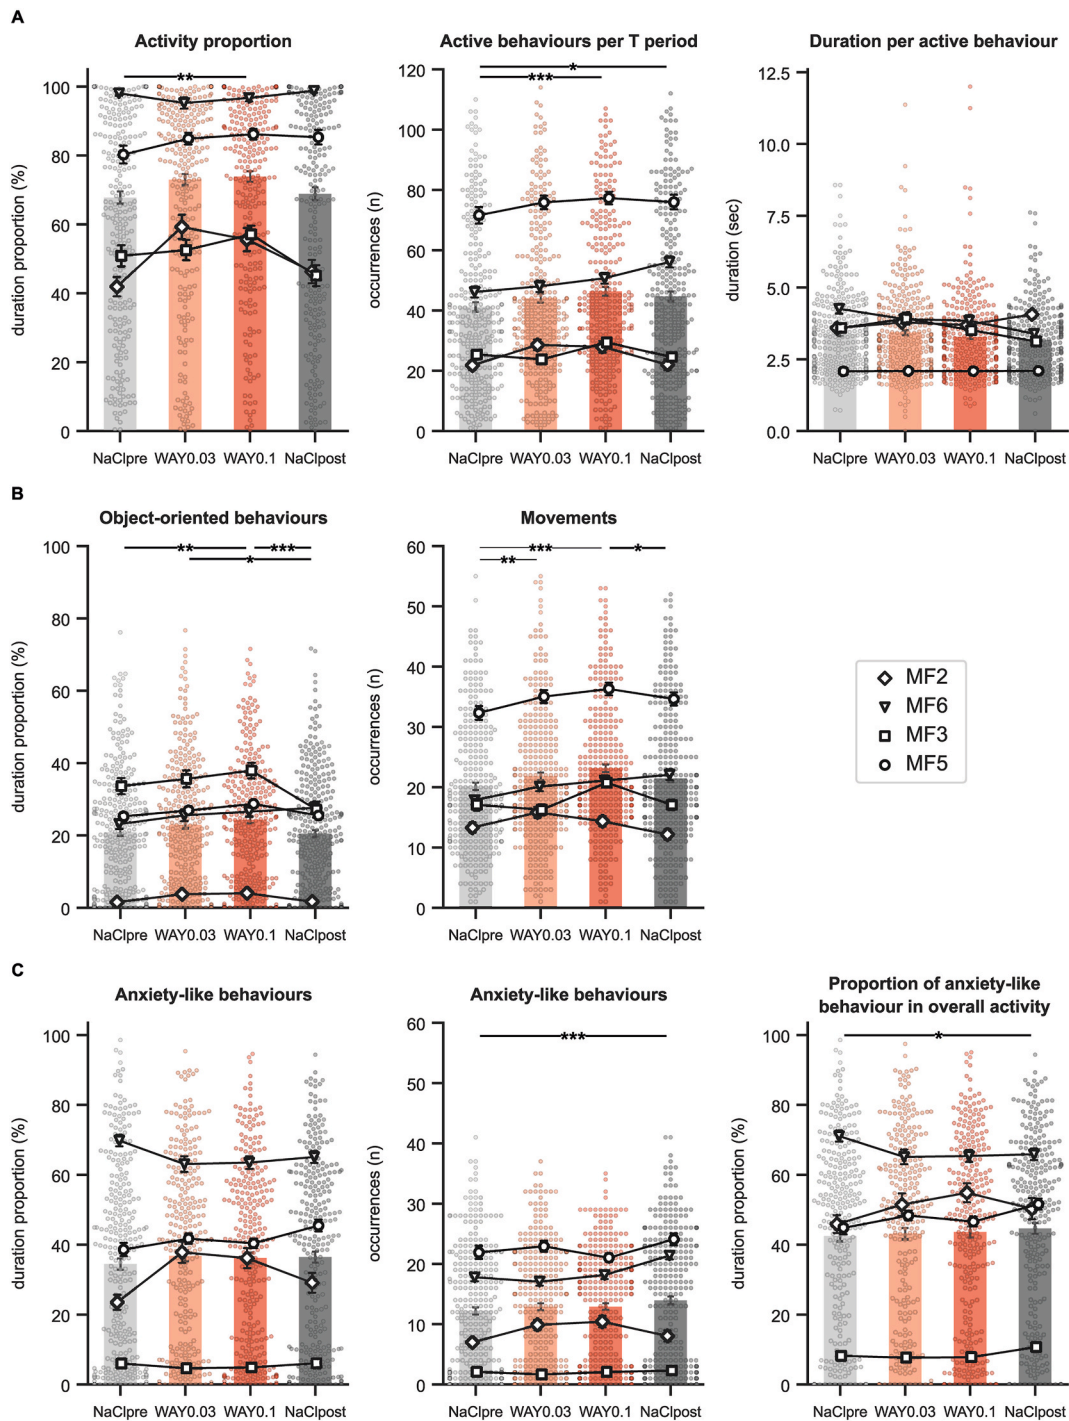 A
Activity proportion
Active behaviours per T period
Duration per active behaviour
duration proportion (%)
100
80
60
40
20
0
**
NaClpre WAY0.03 WAY0.1 NaClpost
occurrences (n)
120
100
80
60
40
20
0
*
***
NaClpre WAY0.03 WAY0.1 NaClpost
duration (sec)
12.5
10.0
7.5
5.0
2.5
0.0
NaClpre WAY0.03 WAY0.1 NaClpost
B
Object-oriented behaviours
Movements
duration proportion (%)
100
80
60
40
20
0
** ***
*
NaClpre WAY0.03 WAY0.1 NaClpost
occurrences (n)
60
50
40
30
20
10
0
*** *
**
NaClpre WAY0.03 WAY0.1 NaClpost
MF2
MF6
MF3
MF5
C
Anxiety-like behaviours
Anxiety-like behaviours
Proportion of anxiety-like
behaviour in overall activity
duration proportion (%)
100
80
60
40
20
0
NaClpre WAY0.03 WAY0.1 NaClpost
occurrences (n)
60
50
40
30
20
10
0
***
NaClpre WAY0.03 WAY0.1 NaClpost
duration proportion (%)
100
80
60
40
20
0
*
NaClpre WAY0.03 WAY0.1 NaClpost